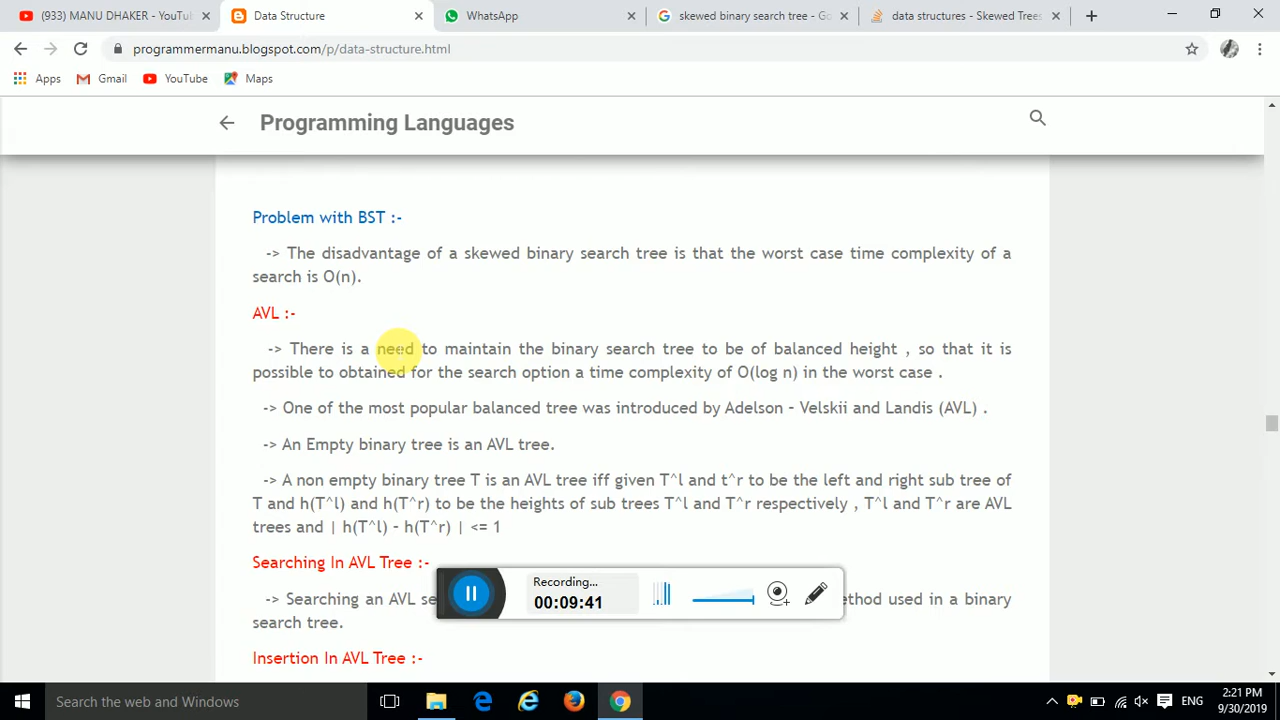 (933) MANU DHAKER - YouTu
Data Structure
WhatsApp
skewed binary search tree - Go
data structures - Skewed Trees
programmermanu.blogspot.com/p/data-structure.html
Apps
Gmail
YouTube
Maps
Programming Languages
Problem with BST :-
-> The disadvantage of a skewed binary search tree is that the worst case time complexity of a
search is O(n).
AVL :-
-> There is a need to maintain the binary search tree to be of balanced height , so that it is
possible to obtained for the search option a time complexity of O(log n) in the worst case .
-> One of the most popular balanced tree was introduced by Adelson - Velskii and Landis (AVL) .
-> An Empty binary tree is an AVL tree.
-> A non empty binary tree T is an AVL tree iff given T^l and t^r to be the left and right sub tree of
T and h(T^l) and h(T^r) to be the heights of sub trees T^l and T^r respectively , T^l and T^r are AVL
trees and | h(T^l) - h(T^r) | <= 1
Searching In AVL Tree :-
-> Searching an AVL se
ethod used in a binary
search tree.
Recording...
00:09:41
Insertion In AVL Tree :-
Search the web and Windows
ENG
2:21 PM
9/30/2019